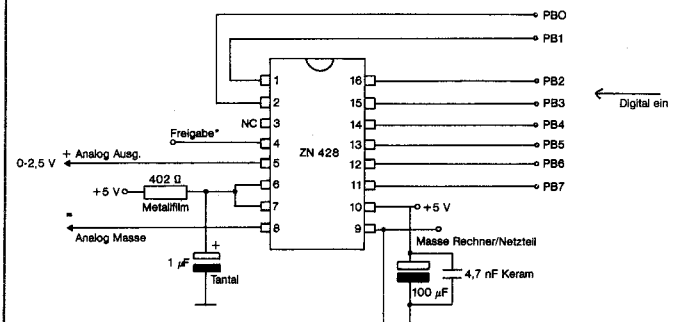 PB0
PB1
1
16
PB2
2
15
PB3
Digital ein
NC
3
14
PB4
Freigabe*
4
ZN 428
13
PB5
0-2,5 V
+ Analog Ausg.
5
12
PB6
402 Ω
6
11
PB7
+5 V
Metallfilm
7
10
+5 V
-
8
9
Analog Masse
Masse Rechner/Netzteil
+
1 µF
Tantal
4,7 nF Keram
100 µF